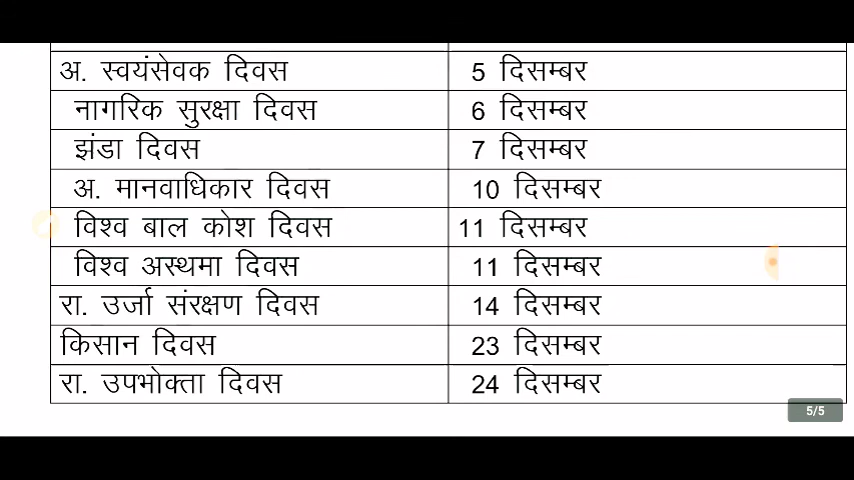 अ. स्वयंसेवक दिवस 5 दिसम्बर
नागरिक सुरक्षा दिवस 6 दिसम्बर
झंडा दिवस 7 दिसम्बर
अ. मानवाधिकार दिवस 10 दिसम्बर
विश्व बाल कोश दिवस 11 दिसम्बर
विश्व अस्थमा दिवस 11 दिसम्बर
रा. उर्जा संरक्षण दिवस 14 दिसम्बर
किसान दिवस 23 दिसम्बर
रा. उपभोक्ता दिवस 24 दिसम्बर
5/5